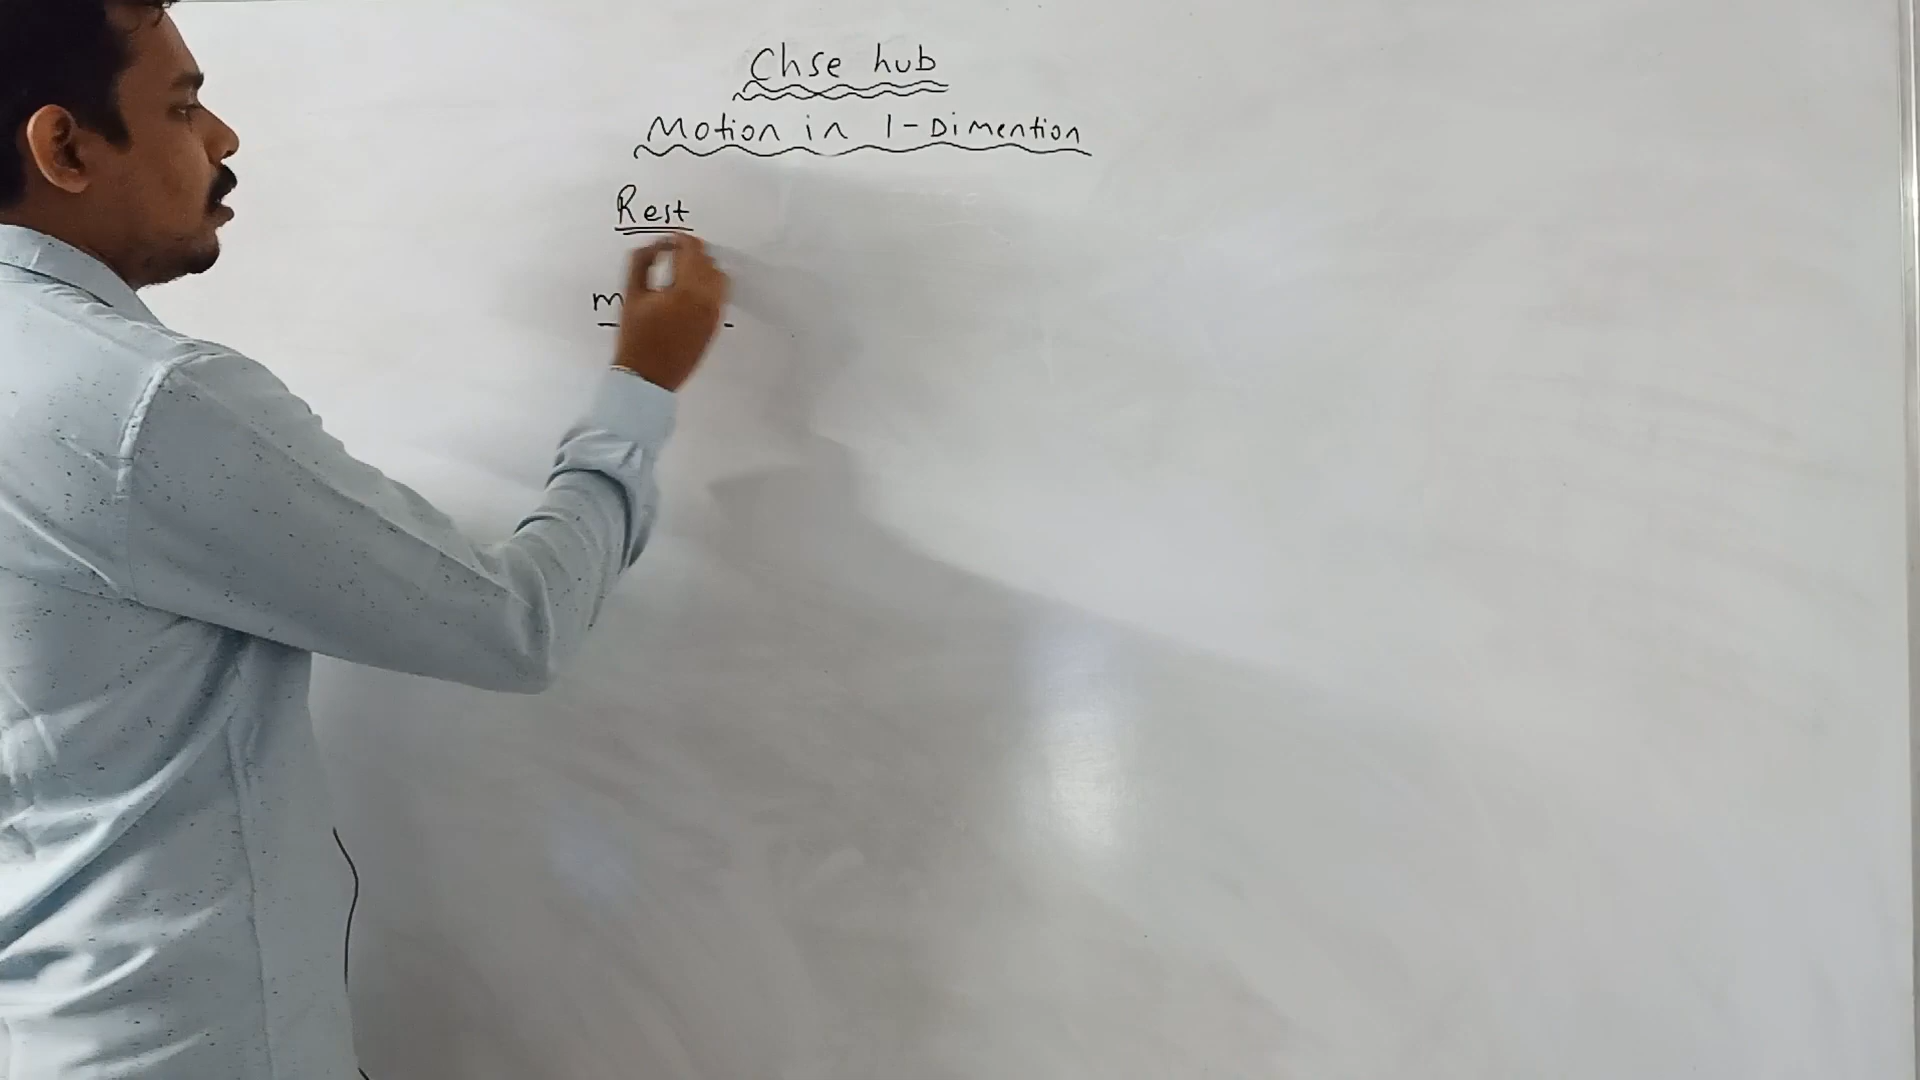 Chse hub
Motion in 1-Dimention
Rest